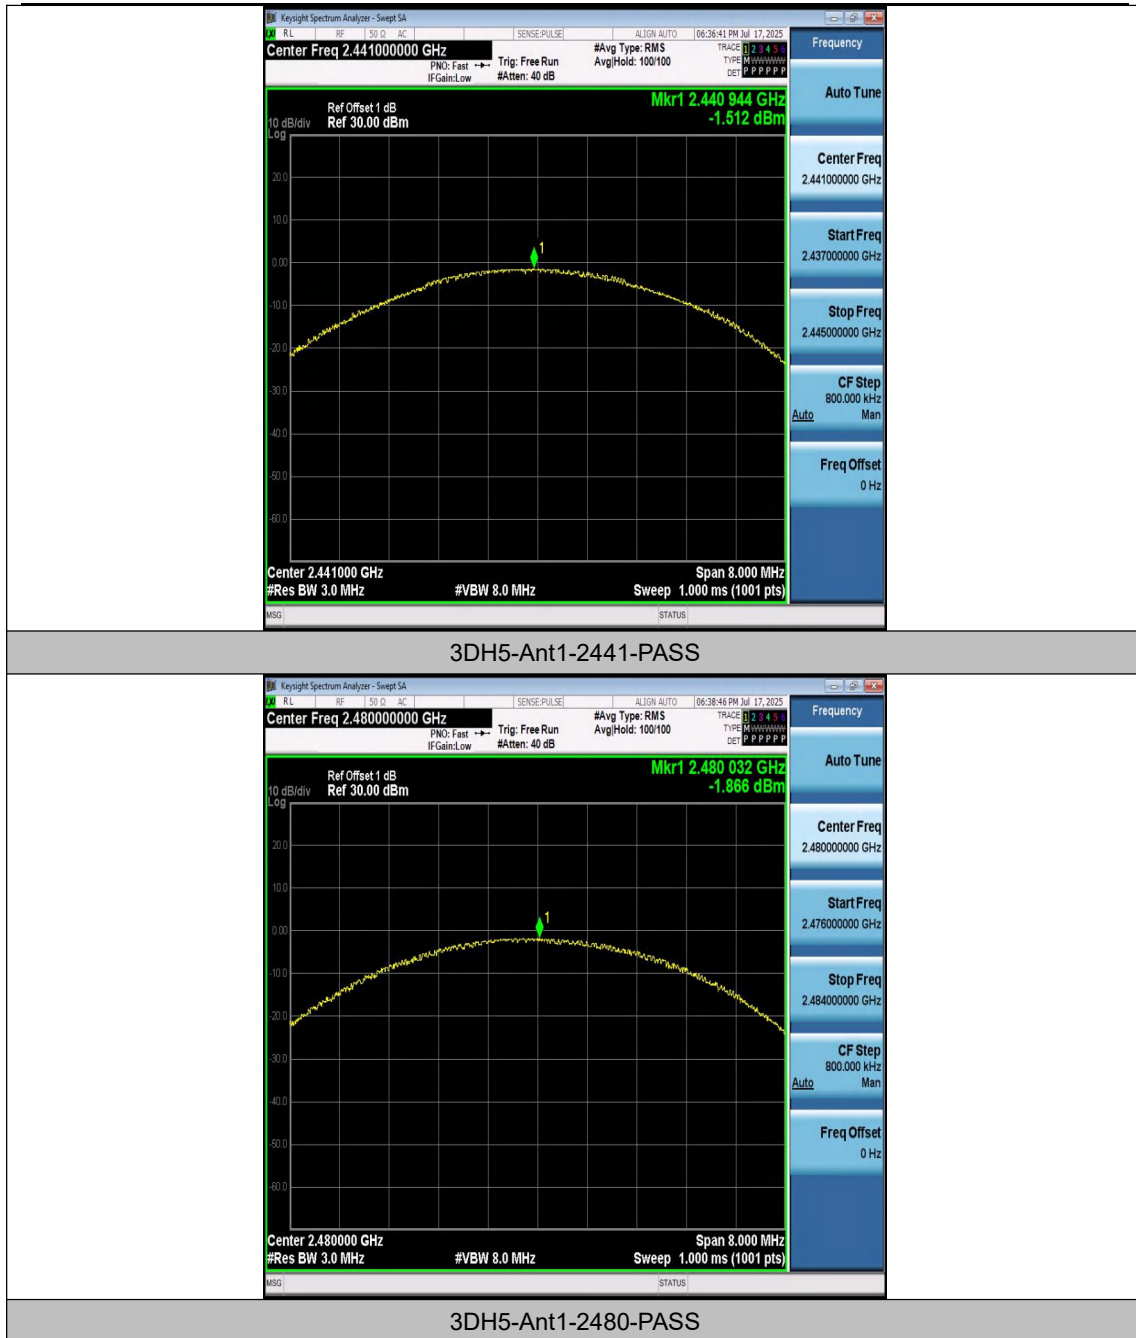 Keysight Spectrum Analyzer - Swept SA
RL RF 50 Ω AC SENSE:PULSE ALIGN AUTO 06:36:41 PM Jul 17, 2025
Center Freq 2.441000000 GHz
#Avg Type: RMS
TRACE 1 2 3 4 5 6
PNO: Fast
Trig: Free Run
Avg|Hold: 100/100
TYPE M WWWWW
IFGain:Low
#Atten: 40 dB
DET P P P P P P
Mkr1 2.440 944 GHz
-1.512 dBm
Ref Offset 1 dB
10 dB/div Ref 30.00 dBm
Log
20.0
10.0
0.00
-10.0
-20.0
-30.0
-40.0
-50.0
-60.0
1
Center 2.441000 GHz Span 8.000 MHz
#Res BW 3.0 MHz #VBW 8.0 MHz Sweep 1.000 ms (1001 pts)
MSG STATUS
Frequency
Auto Tune
Center Freq
2.441000000 GHz
Start Freq
2.437000000 GHz
Stop Freq
2.445000000 GHz
CF Step
800.000 kHz
Auto Man
Freq Offset
0 Hz
3DH5-Ant1-2441-PASS
Keysight Spectrum Analyzer - Swept SA
RL RF 50 Ω AC SENSE:PULSE ALIGN AUTO 06:38:46 PM Jul 17, 2025
Center Freq 2.480000000 GHz
#Avg Type: RMS
TRACE 1 2 3 4 5 6
PNO: Fast
Trig: Free Run
Avg|Hold: 100/100
TYPE M WWWWW
IFGain:Low
#Atten: 40 dB
DET P P P P P P
Mkr1 2.480 032 GHz
-1.866 dBm
Ref Offset 1 dB
10 dB/div Ref 30.00 dBm
Log
20.0
10.0
0.00
-10.0
-20.0
-30.0
-40.0
-50.0
-60.0
1
Center 2.480000 GHz Span 8.000 MHz
#Res BW 3.0 MHz #VBW 8.0 MHz Sweep 1.000 ms (1001 pts)
MSG STATUS
Frequency
Auto Tune
Center Freq
2.480000000 GHz
Start Freq
2.476000000 GHz
Stop Freq
2.484000000 GHz
CF Step
800.000 kHz
Auto Man
Freq Offset
0 Hz
3DH5-Ant1-2480-PASS